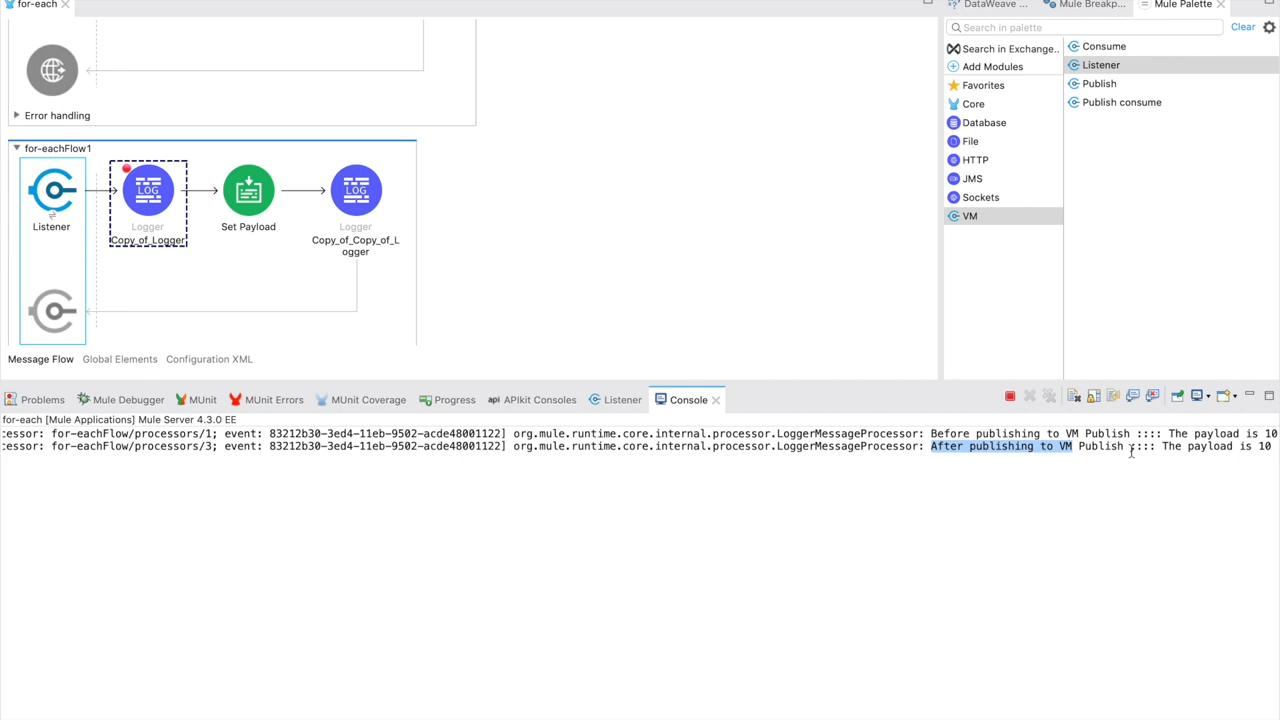 for-each
DataWeave ...
Mule Breakp...
Mule Palette
Search in palette
Clear
Search in Exchange..
Add Modules
Favorites
Core
Database
File
HTTP
JMS
Sockets
VM
Consume
Listener
Publish
Publish consume
Error handling
for-eachFlow1
Listener
LOG
Logger
Copy_of_Logger
Set Payload
LOG
Logger
Copy_of_Copy_of_L
ogger
Message Flow Global Elements Configuration XML
Problems Mule Debugger MUnit MUnit Errors MUnit Coverage Progress api APIkit Consoles Listener Console
for-each [Mule Applications] Mule Server 4.3.0 EE
cessor: for-eachFlow/processors/1; event: 83212b30-3ed4-11eb-9502-acde48001122] org.mule.runtime.core.internal.processor.LoggerMessageProcessor: Before publishing to VM Publish :::: The payload is 10
cessor: for-eachFlow/processors/3; event: 83212b30-3ed4-11eb-9502-acde48001122] org.mule.runtime.core.internal.processor.LoggerMessageProcessor: After publishing to VM Publish :::: The payload is 10